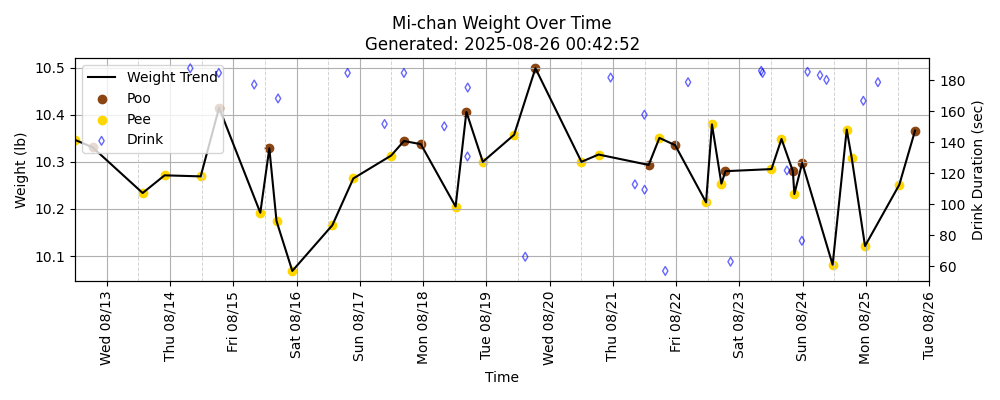 Mi-chan Weight Over Time
Generated: 2025-08-26 00:42:52
Weight (lb)
10.5
10.4
10.3
10.2
10.1
Weight Trend
Poo
Pee
Drink
180
160
140
120
100
80
60
Drink Duration (sec)
Wed 08/13
Thu 08/14
Fri 08/15
Sat 08/16
Sun 08/17
Mon 08/18
Tue 08/19
Wed 08/20
Thu 08/21
Fri 08/22
Sat 08/23
Sun 08/24
Mon 08/25
Tue 08/26
Time